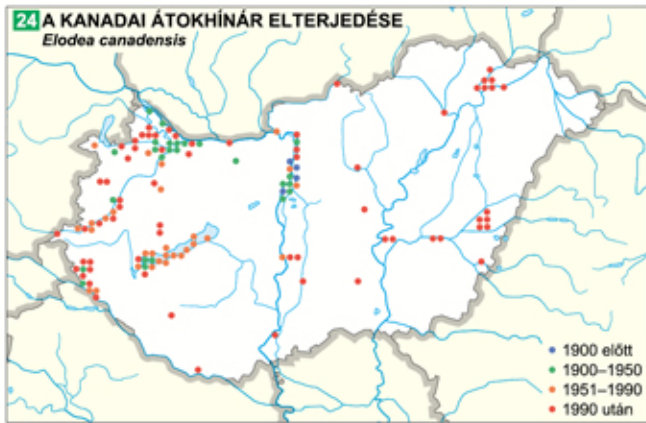 24 A KANADAI ÁTOKHÍNÁR ELTERJEDÉSE
Elodea canadensis
1900 előtt
1900–1950
1951–1990
1990 után